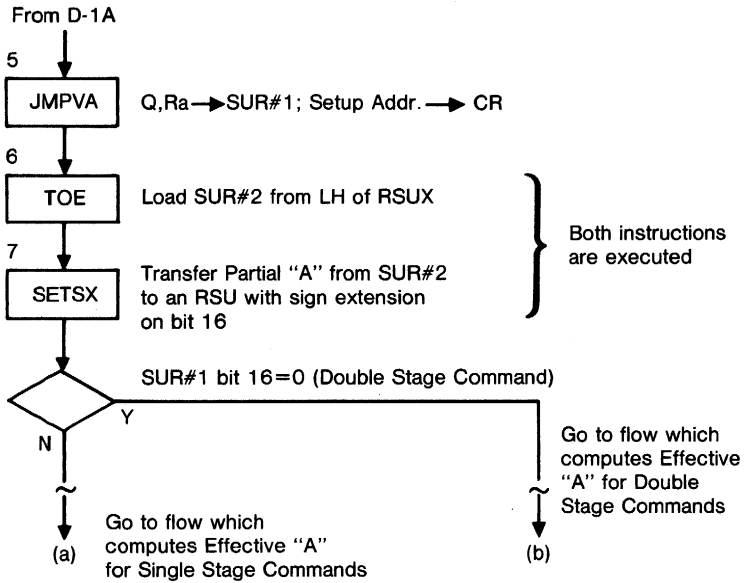 From D-1A
5
JMPVA
Q,Ra→SUR#1; Setup Addr.→ CR
6
TOE
Load SUR#2 from LH of RSUX
7
SETSX
Transfer Partial "A" from SUR#2
to an RSU with sign extension
on bit 16
Both instructions
are executed
SUR#1 bit 16=0 (Double Stage Command)
Y
N
Go to flow which
computes Effective
"A" for Double
Stage Commands
(a)
Go to flow which
computes Effective "A"
for Single Stage Commands
(b)